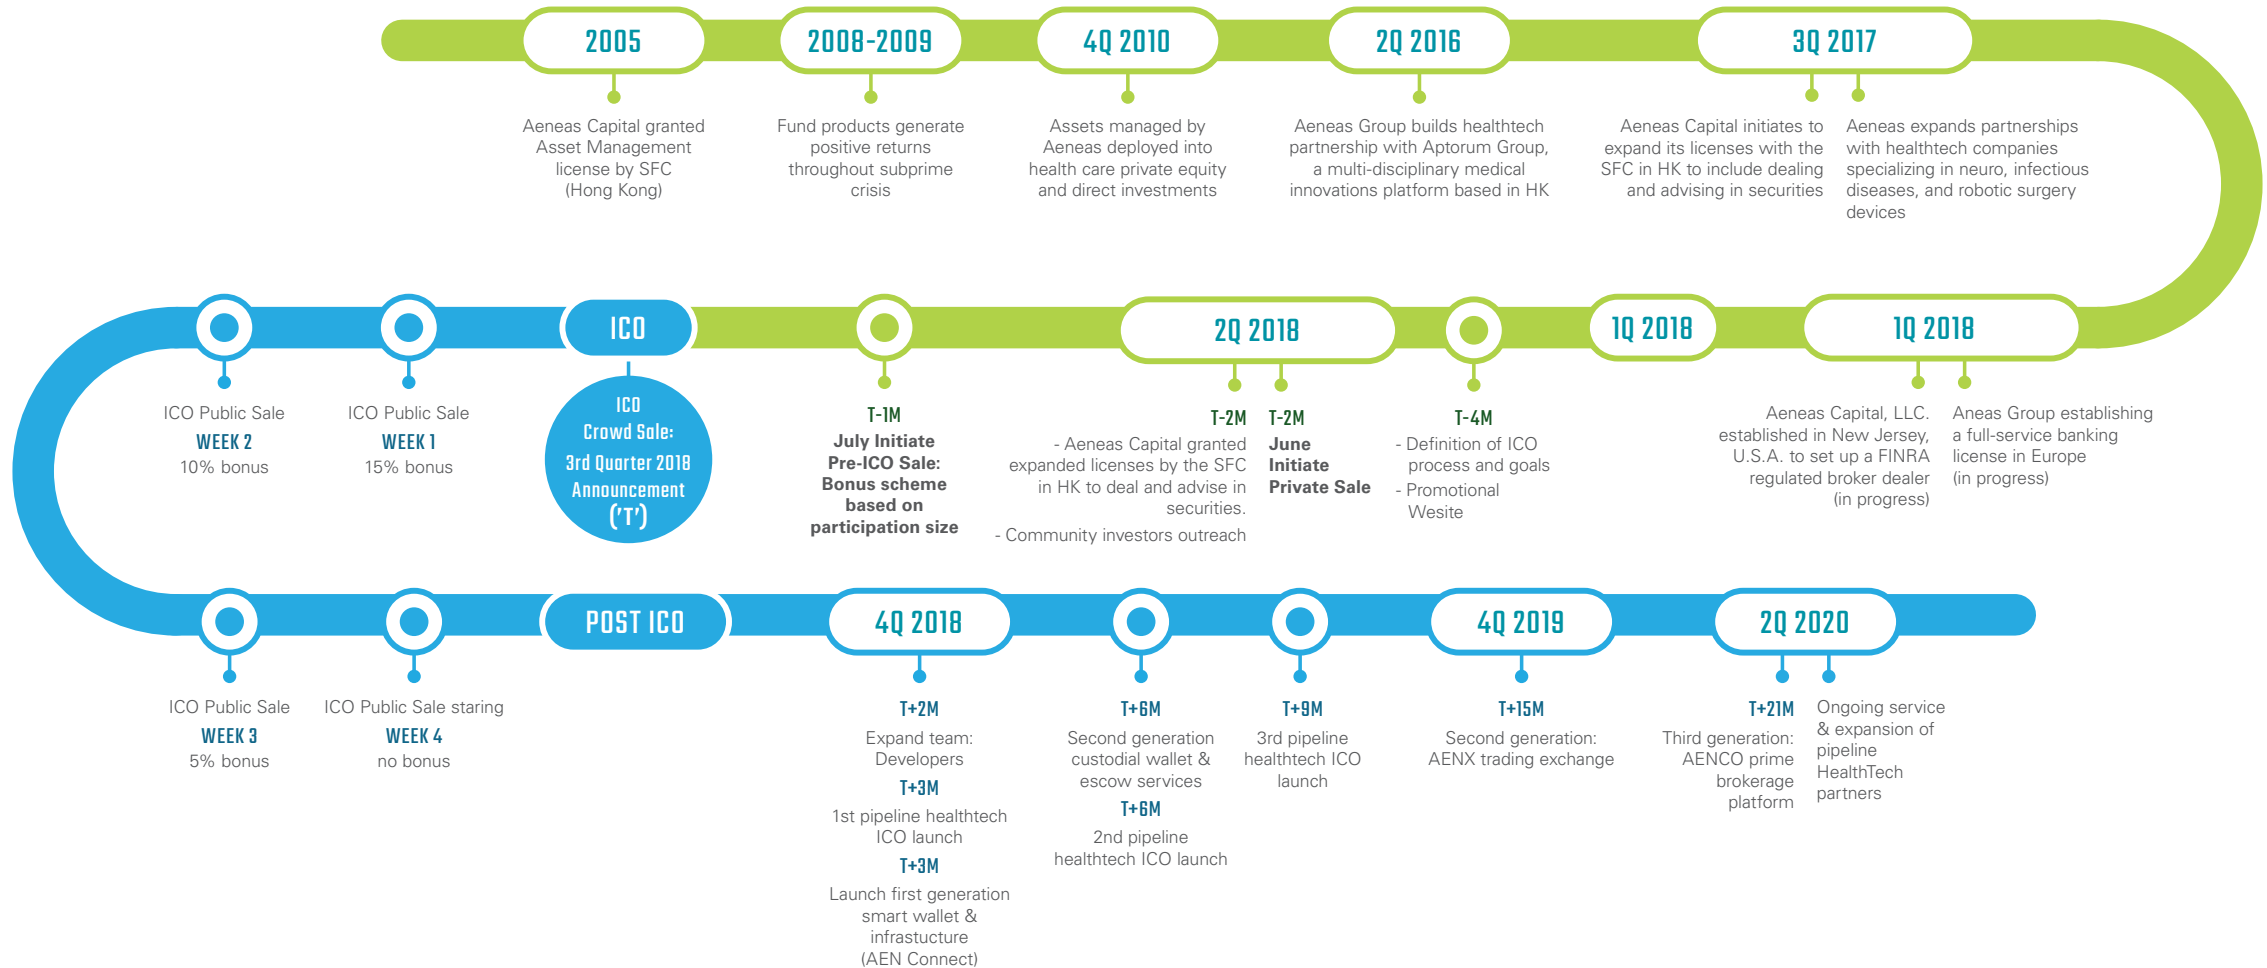 2005
Aeneas Capital granted
Asset Management
license by SFC
(Hong Kong)
2008-2009
Fund products generate
positive returns
throughout subprime
crisis
4Q 2010
Assets managed by
Aeneas deployed into
health care private equity
and direct investments
2Q 2016
Aeneas Group builds healthtech
partnership with Aptorum Group,
a multi-disciplinary medical
innovations platform based in HK
3Q 2017
Aeneas Capital initiates to
expand its licenses with the
SFC in HK to include dealing
and advising in securities
Aeneas expands partnerships
with healthtech companies
specializing in neuro, infectious
diseases, and robotic surgery
devices
1Q 2018
Aeneas Capital, LLC.
established in New Jersey,
U.S.A. to set up a FINRA
regulated broker dealer
(in progress)
Aneas Group establishing
a full-service banking
license in Europe
(in progress)
1Q 2018
T-4M
- Definition of ICO
process and goals
- Promotional
Wesite
2Q 2018
T-2M
- Aeneas Capital granted
expanded licenses by the SFC
in HK to deal and advise in
securities.
- Community investors outreach
T-2M
June
Initiate
Private Sale
T-1M
July Initiate
Pre-ICO Sale:
Bonus scheme
based on
participation size
ICO
ICO
Crowd Sale:
3rd Quarter 2018
Announcement
('T')
ICO Public Sale
WEEK 1
15% bonus
ICO Public Sale
WEEK 2
10% bonus
ICO Public Sale
WEEK 3
5% bonus
ICO Public Sale staring
WEEK 4
no bonus
POST ICO
4Q 2018
T+2M
Expand team:
Developers
T+3M
1st pipeline healthtech
ICO launch
T+3M
Launch first generation
smart wallet &
infrastucture
(AEN Connect)
T+6M
Second generation
custodial wallet &
escow services
T+6M
2nd pipeline
healthtech ICO launch
T+9M
3rd pipeline
healthtech ICO
launch
4Q 2019
T+15M
Second generation:
AENX trading exchange
2Q 2020
T+21M
Third generation:
AENCO prime
brokerage
platform
Ongoing service
& expansion of
pipeline
HealthTech
partners